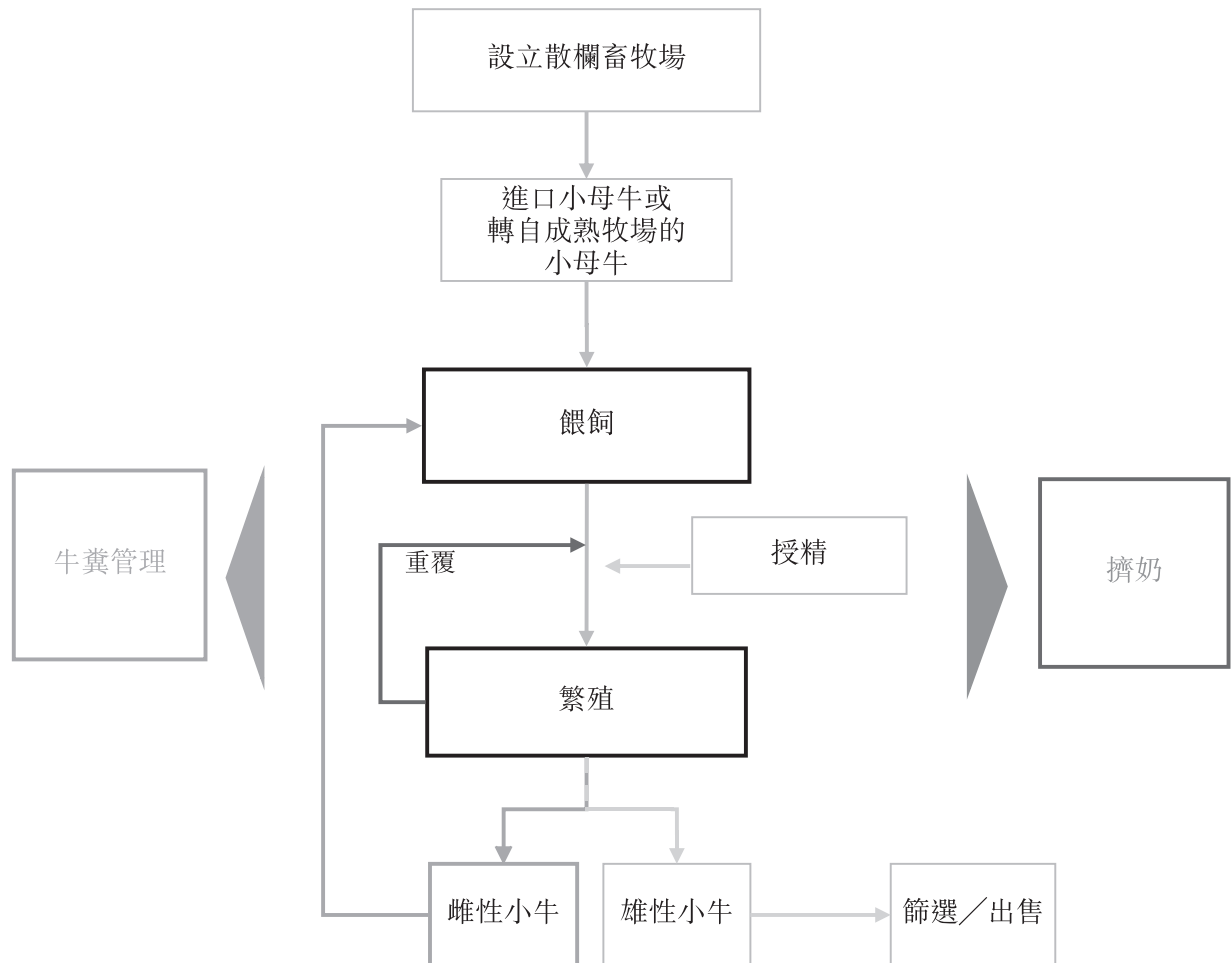 設立散欄畜牧場
進口小母牛或
轉自成熟牧場的
小母牛
餵飼
牛糞管理
重覆
授精
擠奶
繁殖
雌性小牛
雄性小牛
篩選／出售